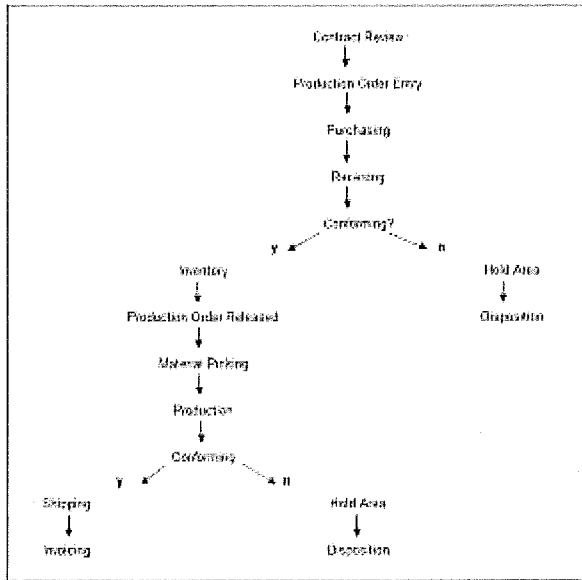 Contract Review
Production Order Entry
Purchasing
Receiving
Conforming?
y n
Inventory Hold Area
Production Order Released Disposition
Material Picking
Production
Conforming
y n
Shipping Hold Area
Invoicing Disposition